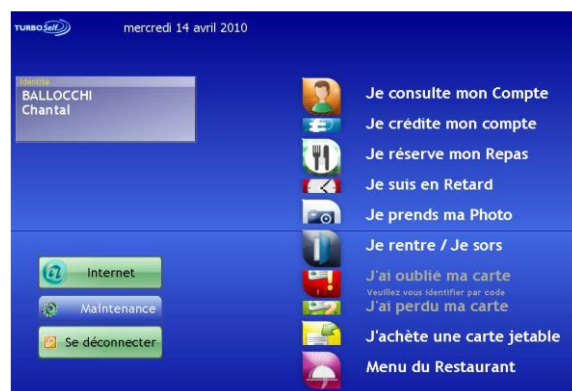 TURBO Self
mercredi 14 avril 2010
Identité
BALLOCCHI
Chantal
Je consulte mon Compte
Je crédite mon compte
Je réserve mon Repas
Je suis en Retard
Je prends ma Photo
Je rentre / Je sors
J'ai oublié ma carte
Veuillez vous identifier par code
J'ai perdu ma carte
J'achète une carte jetable
Menu du Restaurant
Internet
Maintenance
Se déconnecter